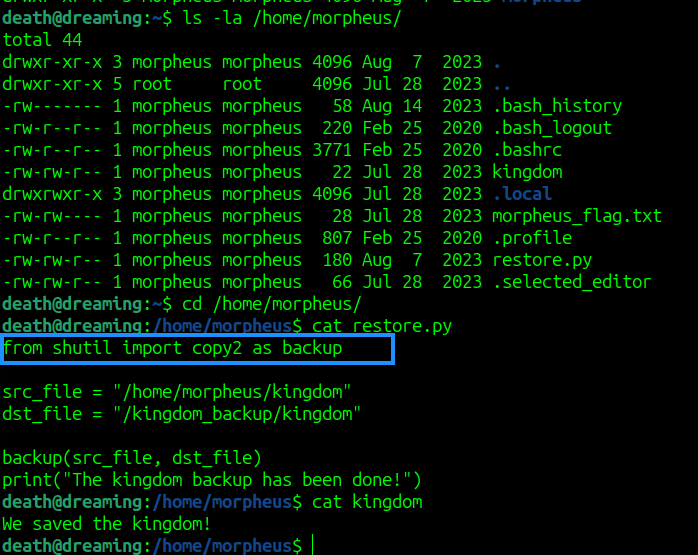 death@dreaming:~$ ls -la /home/morpheus/
total 44
drwxr-xr-x 3 morpheus morpheus 4096 Aug  7  2023 .
drwxr-xr-x 5 root     root     4096 Jul 28  2023 ..
-rw------- 1 morpheus morpheus   58 Aug 14  2023 .bash_history
-rw-r--r-- 1 morpheus morpheus  220 Feb 25  2020 .bash_logout
-rw-r--r-- 1 morpheus morpheus 3771 Feb 25  2020 .bashrc
-rw-rw-r-- 1 morpheus morpheus   22 Jul 28  2023 kingdom
drwxrwxr-x 3 morpheus morpheus 4096 Jul 28  2023 .local
-rw-rw---- 1 morpheus morpheus   28 Jul 28  2023 morpheus_flag.txt
-rw-r--r-- 1 morpheus morpheus  807 Feb 25  2020 .profile
-rw-rw-r-- 1 morpheus morpheus  180 Aug  7  2023 restore.py
-rw-rw-r-- 1 morpheus morpheus   66 Jul 28  2023 .selected_editor
death@dreaming:~$ cd /home/morpheus/
death@dreaming:/home/morpheus$ cat restore.py
from shutil import copy2 as backup
src_file = "/home/morpheus/kingdom"
dst_file = "/kingdom_backup/kingdom"
backup(src_file, dst_file)
print("The kingdom backup has been done!")
death@dreaming:/home/morpheus$ cat kingdom
We saved the kingdom!
death@dreaming:/home/morpheus$